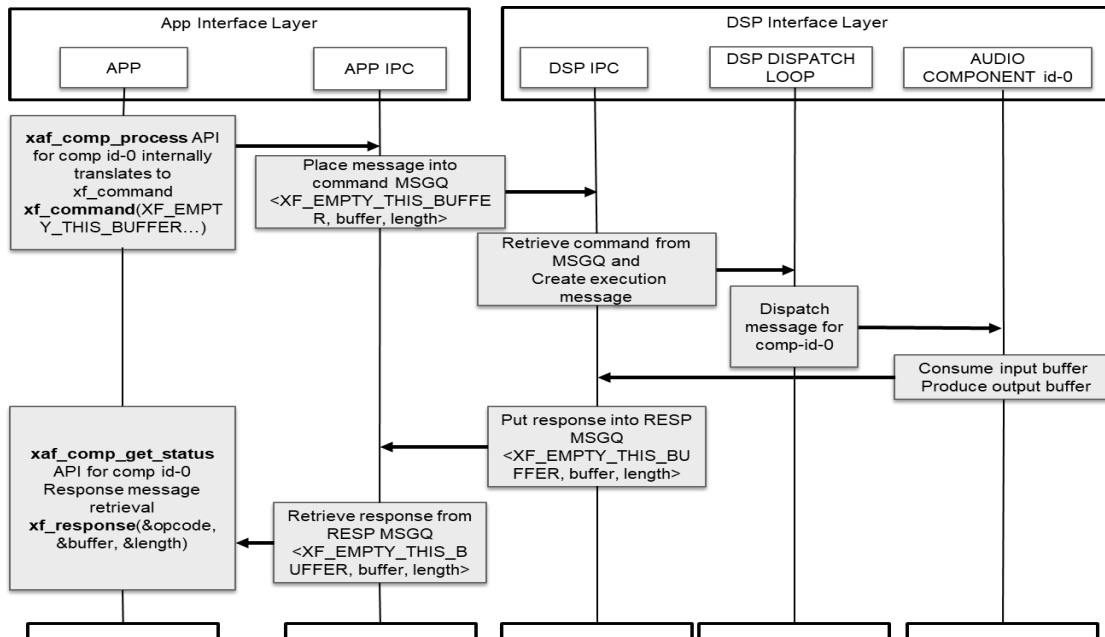 App Interface Layer
DSP Interface Layer
APP
APP IPC
DSP IPC
DSP DISPATCH
LOOP
AUDIO
COMPONENT id-0
xaf_comp_process API
for comp id-0 internally
translates to
xf_command
xf_command(XF_EMPT
Y_THIS_BUFFER…)
Place message into
command MSGQ
<XF_EMPTY_THIS_BUFFE
R, buffer, length>
Retrieve command from
MSGQ and
Create execution
message
Dispatch
message for
comp-id-0
Consume input buffer
Produce output buffer
Put response into RESP
MSGQ
<XF_EMPTY_THIS_BU
FFER, buffer, length>
xaf_comp_get_status
API for comp id-0
Response message
retrieval
xf_response(&opcode,
&buffer, &length)
Retrieve response from
RESP MSGQ
<XF_EMPTY_THIS_B
UFFER, buffer, length>